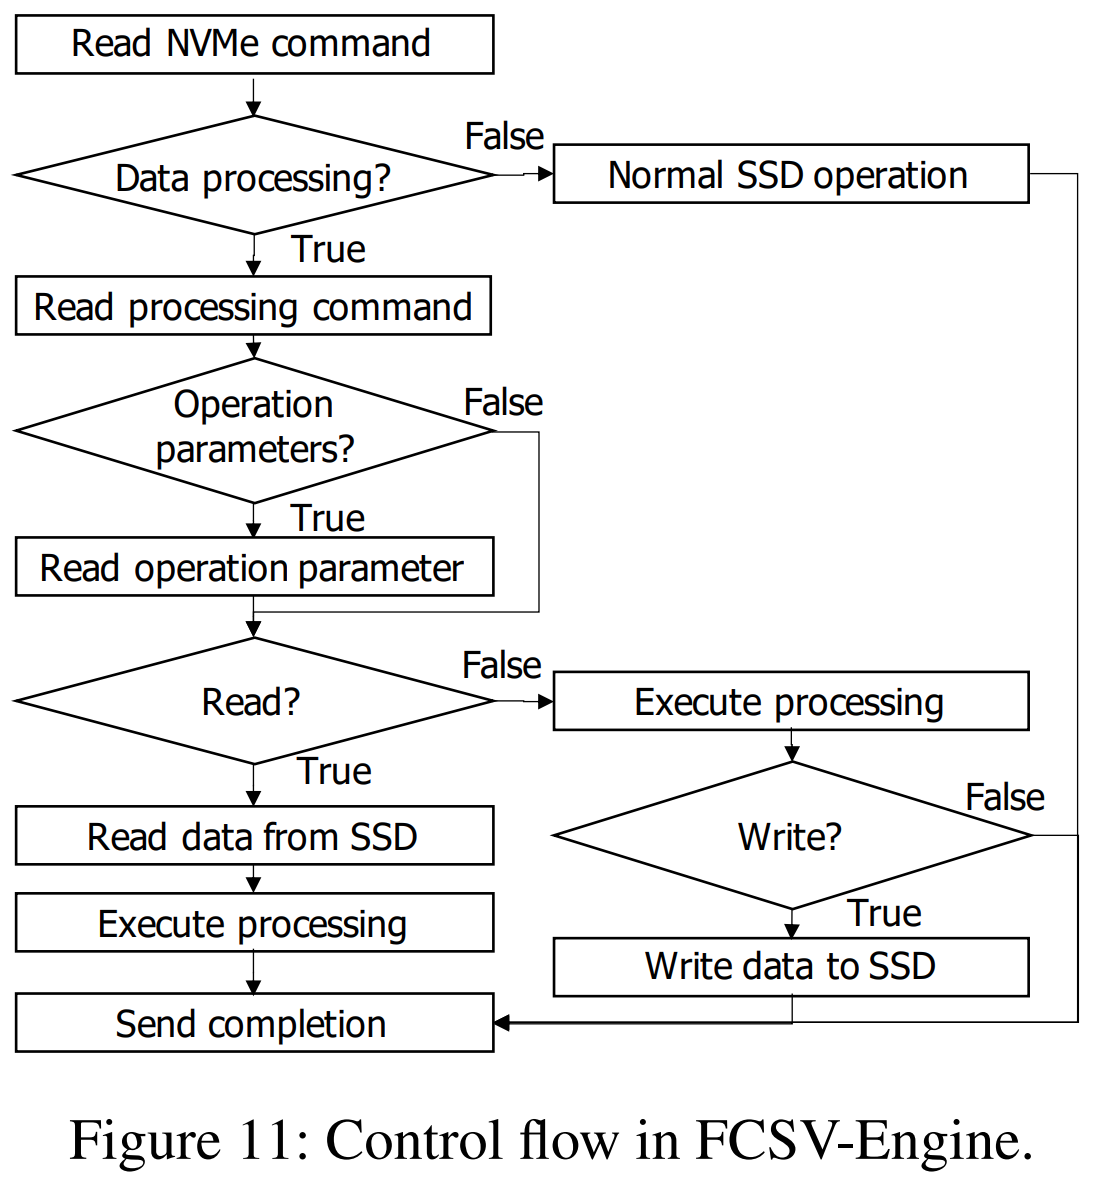 Read NVMe command
False
Data processing?
Normal SSD operation
True
Read processing command
Operation
parameters?
False
True
Read operation parameter
False
Read?
Execute processing
True
Read data from SSD
Write?
False
Execute processing
True
Write data to SSD
Send completion
Figure 11: Control flow in FCSV-Engine.